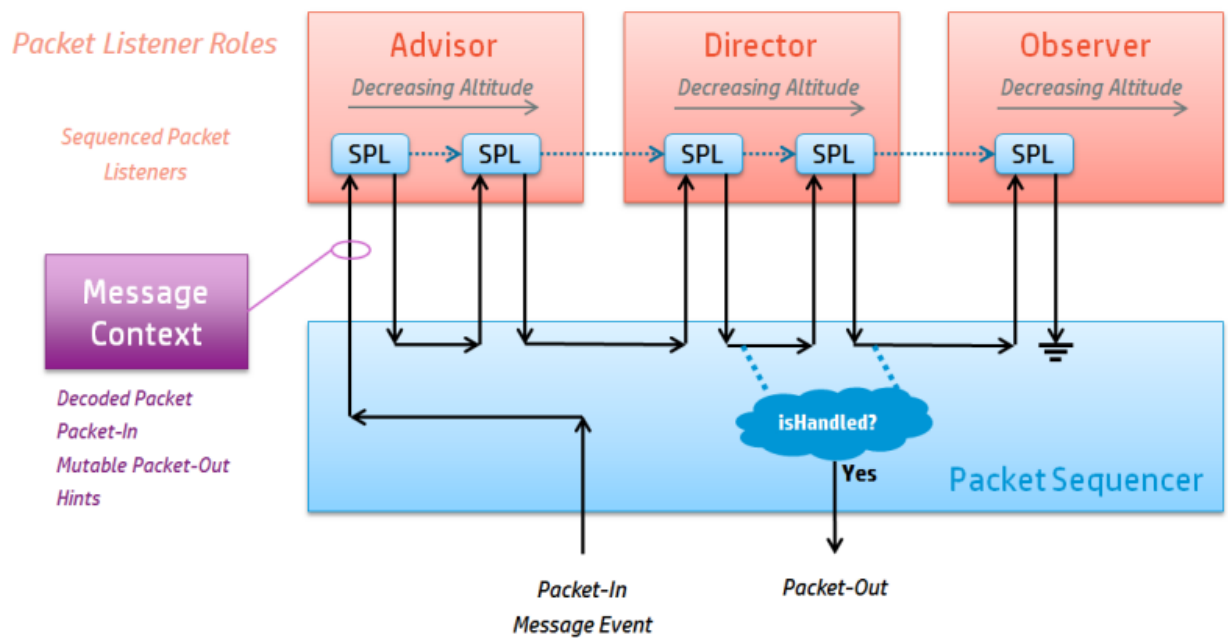 Packet Listener Roles
Advisor
Director
Observer
Decreasing Altitude
Decreasing Altitude
Decreasing Altitude
Sequenced Packet
Listeners
SPL
SPL
SPL
SPL
SPL
Message
Context
Decoded Packet
Packet-In
Mutable Packet-Out
Hints
isHandled?
Yes
Packet Sequencer
Packet-In
Message Event
Packet-Out